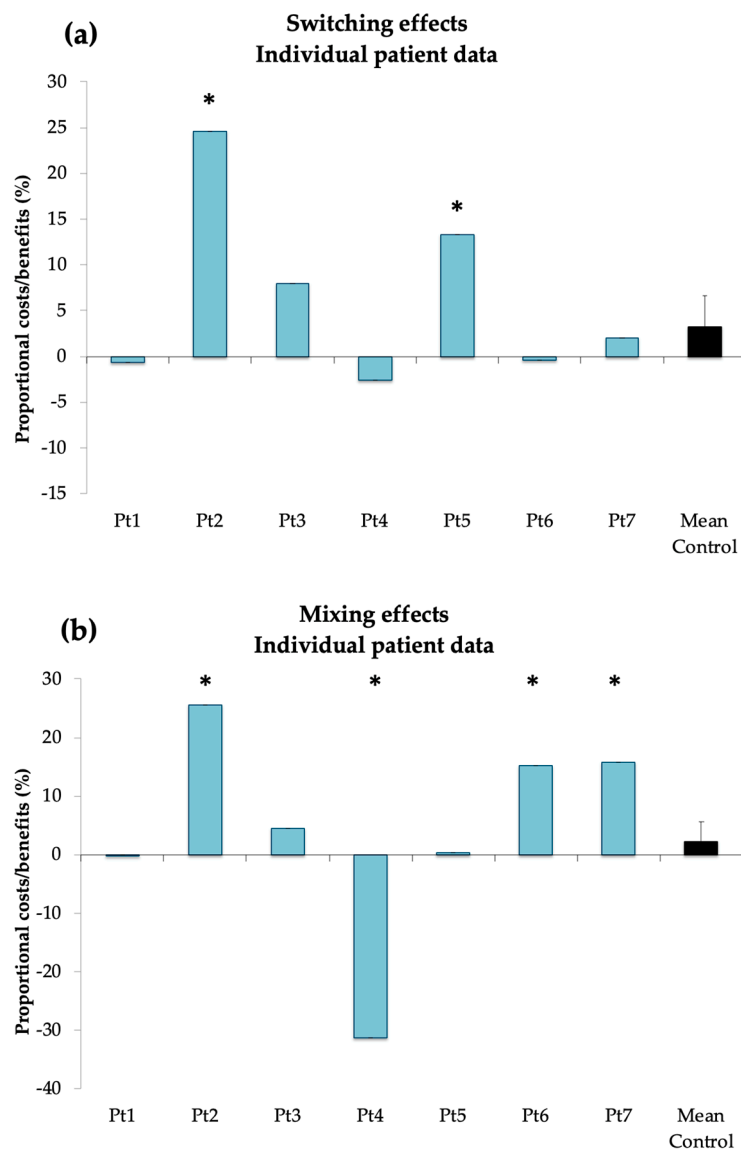 (a)
Switching effects
Individual patient data
Proportional costs/benefits (%)
30
25
20
15
10
5
0
-5
-10
-15
*
*
Pt1 Pt2 Pt3 Pt4 Pt5 Pt6 Pt7 Mean
Control
(b)
Mixing effects
Individual patient data
Proportional costs/benefits (%)
30
20
10
0
-10
-20
-30
-40
* * * *
Pt1 Pt2 Pt3 Pt4 Pt5 Pt6 Pt7 Mean
Control